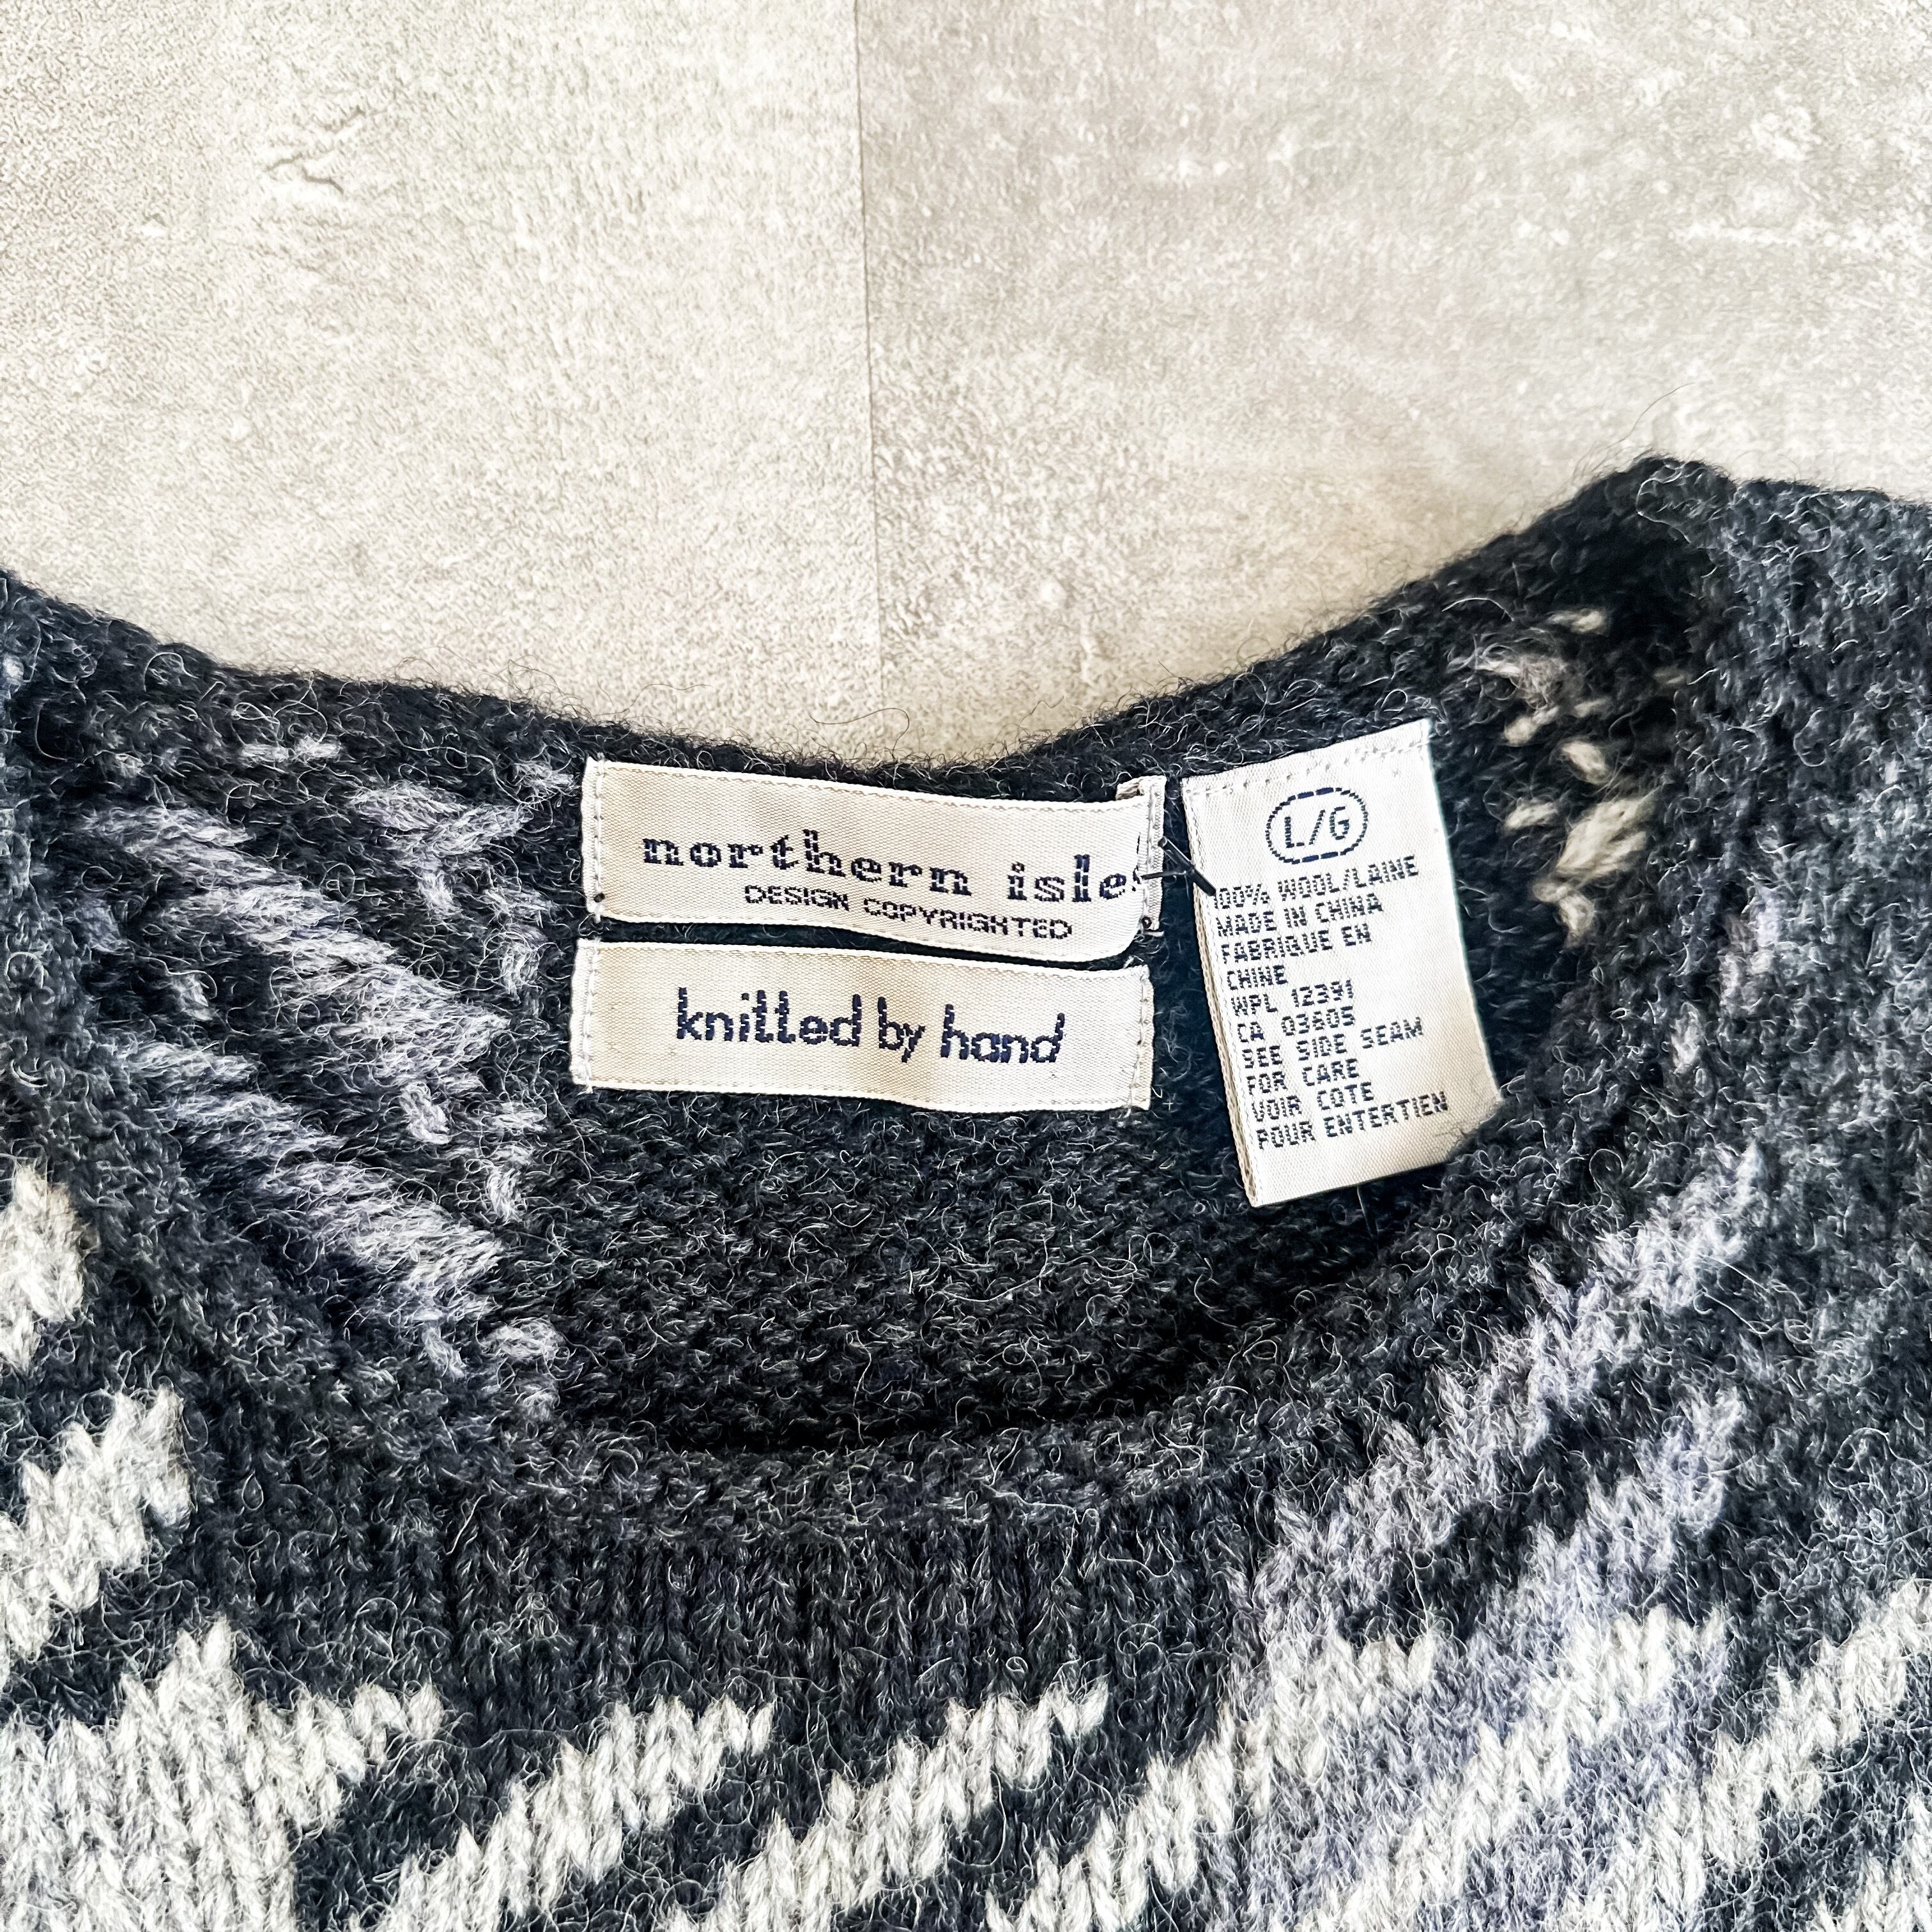 northern isles
DESIGN COPYRIGHTED
knitted by hand
L/G
100% WOOL/LAINE
MADE IN CHINA
FABRIQUE EN
CHINE
WPL 12391
CA 03605
SEE SIDE SEAM
FOR CARE
VOIR COTE
POUR ENTERTIEN